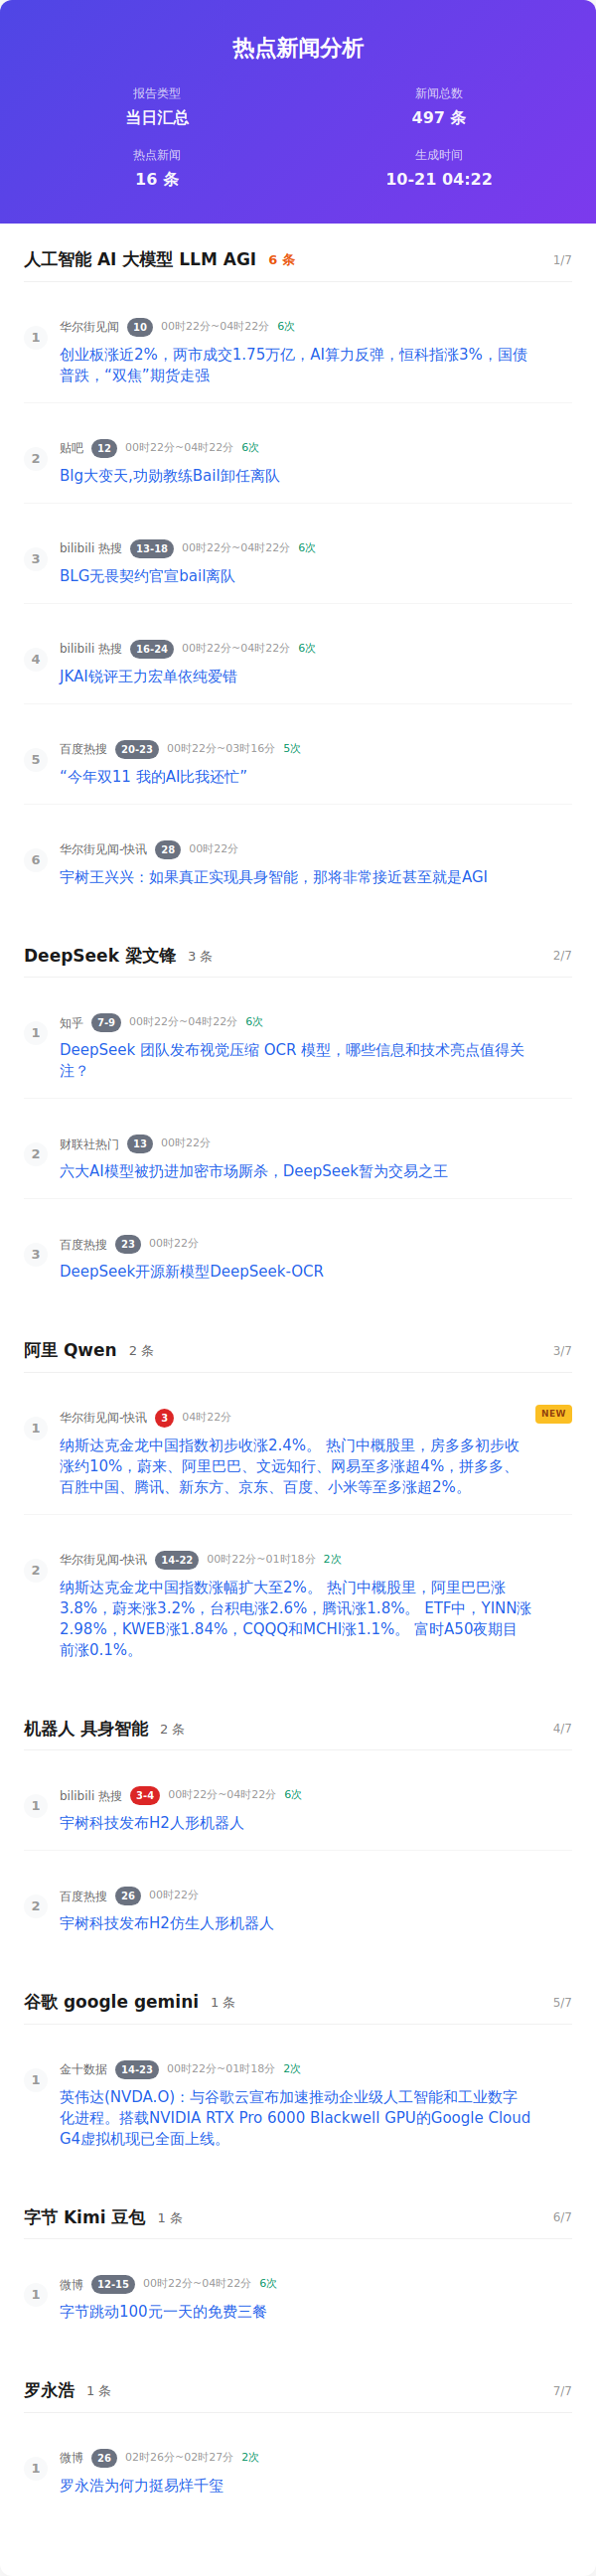 热点新闻分析
报告类型
新闻总数
当日汇总
497 条
热点新闻
生成时间
16 条
10-21 04:22
人工智能 AI 大模型 LLM AGI 6 条 1/7
1 华尔街见闻 10 00时22分~04时22分 6次
创业板涨近2%，两市成交1.75万亿，AI算力反弹，恒科指涨3%，国债
普跌，“双焦”期货走强
2 贴吧 12 00时22分~04时22分 6次
Blg大变天,功勋教练Bail卸任离队
3 bilibili 热搜 13-18 00时22分~04时22分 6次
BLG无畏契约官宣bail离队
4 bilibili 热搜 16-24 00时22分~04时22分 6次
JKAI锐评王力宏单依纯爱错
5 百度热搜 20-23 00时22分~03时16分 5次
“今年双11 我的AI比我还忙”
6 华尔街见闻-快讯 28 00时22分
宇树王兴兴：如果真正实现具身智能，那将非常接近甚至就是AGI
DeepSeek 梁文锋 3 条 2/7
1 知乎 7-9 00时22分~04时22分 6次
DeepSeek 团队发布视觉压缩 OCR 模型，哪些信息和技术亮点值得关
注？
2 财联社热门 13 00时22分
六大AI模型被扔进加密市场厮杀，DeepSeek暂为交易之王
3 百度热搜 23 00时22分
DeepSeek开源新模型DeepSeek-OCR
阿里 Qwen 2 条 3/7
1 华尔街见闻-快讯 3 04时22分 NEW
纳斯达克金龙中国指数初步收涨2.4%。 热门中概股里，房多多初步收
涨约10%，蔚来、阿里巴巴、文远知行、网易至多涨超4%，拼多多、
百胜中国、腾讯、新东方、京东、百度、小米等至多涨超2%。
2 华尔街见闻-快讯 14-22 00时22分~01时18分 2次
纳斯达克金龙中国指数涨幅扩大至2%。 热门中概股里，阿里巴巴涨
3.8%，蔚来涨3.2%，台积电涨2.6%，腾讯涨1.8%。 ETF中，YINN涨
2.98%，KWEB涨1.84%，CQQQ和MCHI涨1.1%。 富时A50夜期目
前涨0.1%。
机器人 具身智能 2 条 4/7
1 bilibili 热搜 3-4 00时22分~04时22分 6次
宇树科技发布H2人形机器人
2 百度热搜 26 00时22分
宇树科技发布H2仿生人形机器人
谷歌 google gemini 1 条 5/7
1 金十数据 14-23 00时22分~01时18分 2次
英伟达(NVDA.O)：与谷歌云宣布加速推动企业级人工智能和工业数字
化进程。搭载NVIDIA RTX Pro 6000 Blackwell GPU的Google Cloud
G4虚拟机现已全面上线。
字节 Kimi 豆包 1 条 6/7
1 微博 12-15 00时22分~04时22分 6次
字节跳动100元一天的免费三餐
罗永浩 1 条 7/7
1 微博 26 02时26分~02时27分 2次
罗永浩为何力挺易烊千玺